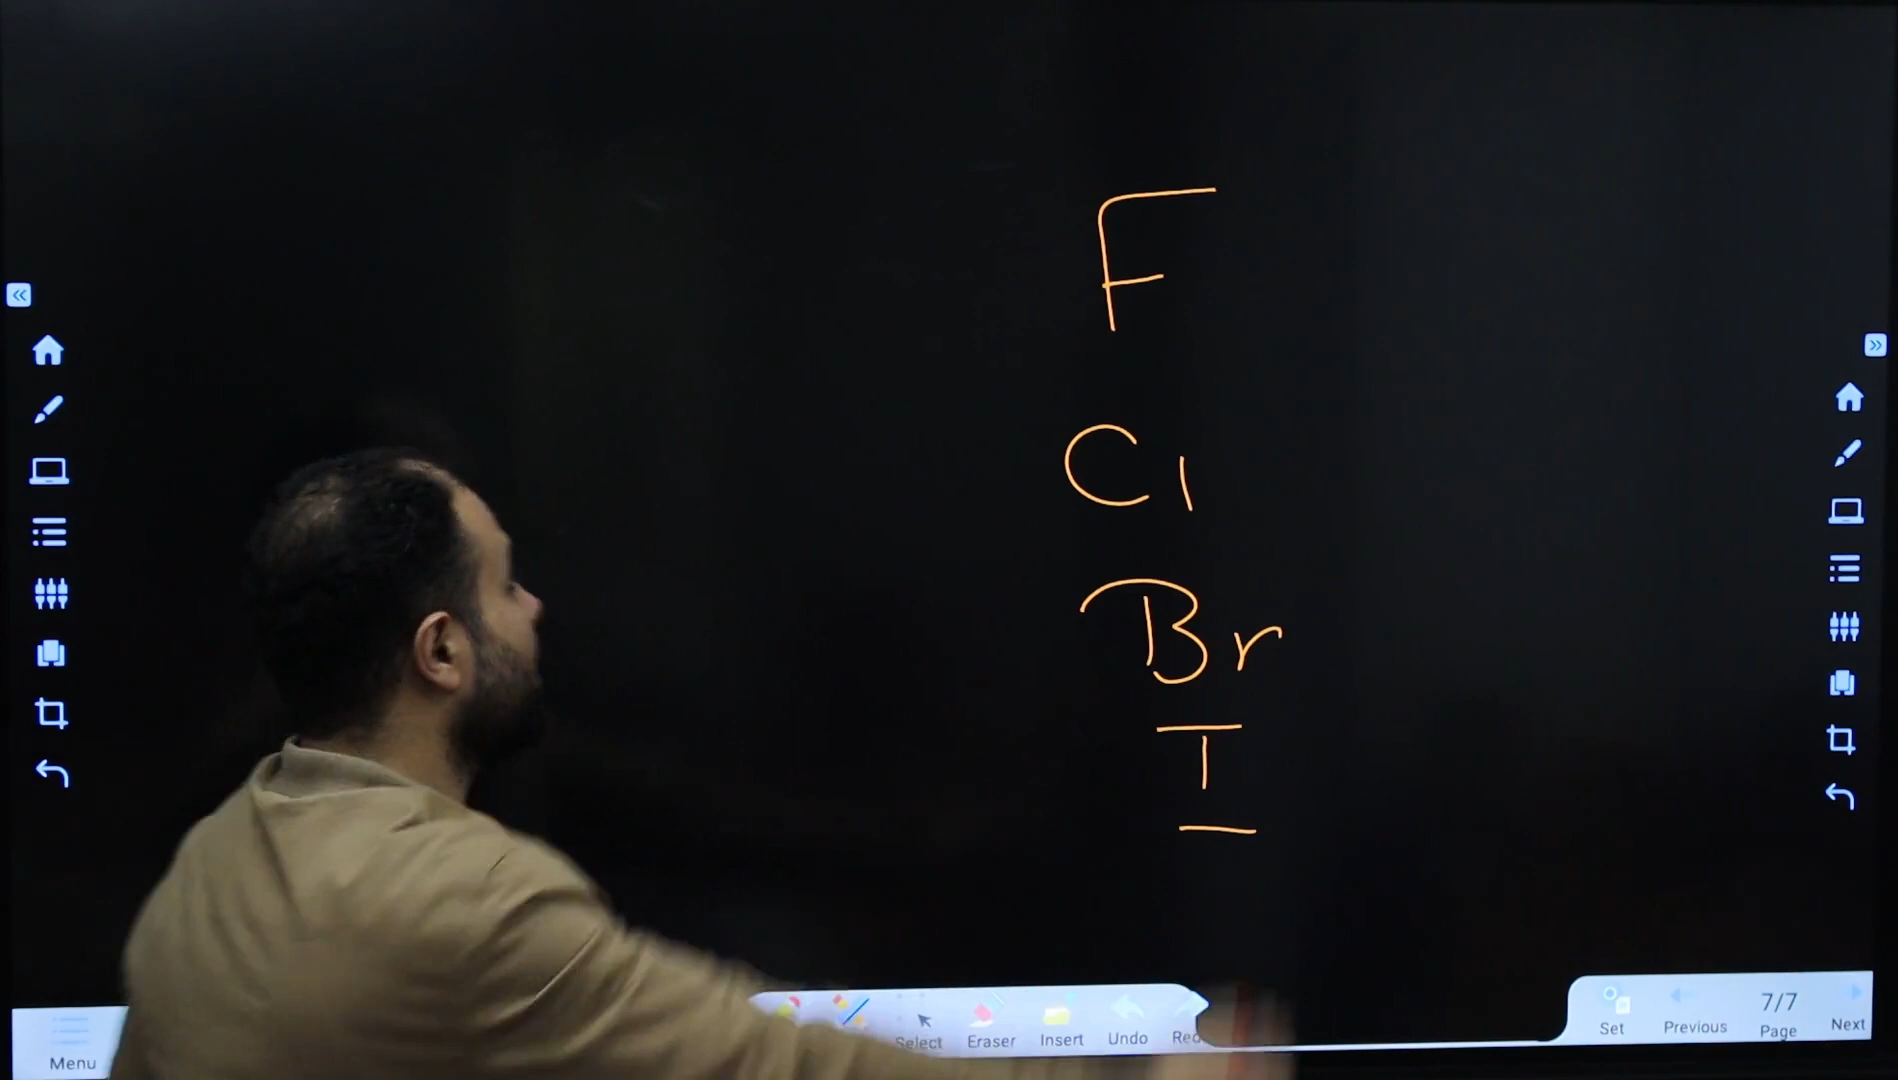 F
Cl
Br
I
Menu
Select Eraser Insert Undo
Set Previous 7/7 Page Next